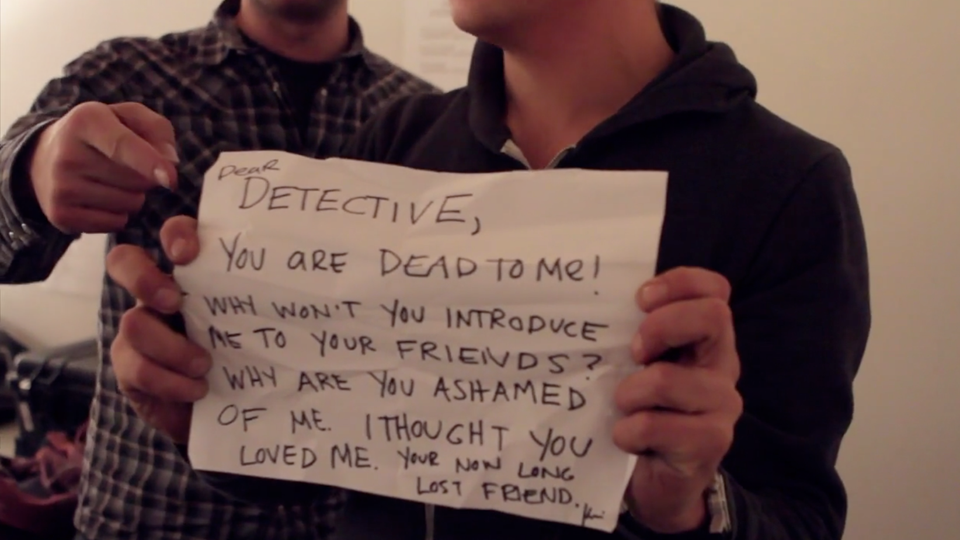 Dear
DETECTIVE,
YOU ARE DEAD TO ME!
WHY WON'T YOU INTRODUCE
ME TO YOUR FRIENDS?
WHY ARE YOU ASHAMED
OF ME. I THOUGHT YOU
LOVED ME. YOUR NOW LONG
LOST FRIEND.